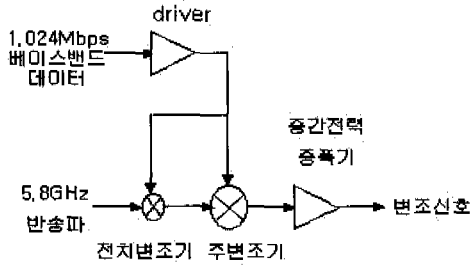 driver
1,024Mbps
베이스밴드
데이터
중간전력
증폭기
5,8GHz
반송파
변조신호
전치변조기 주변조기